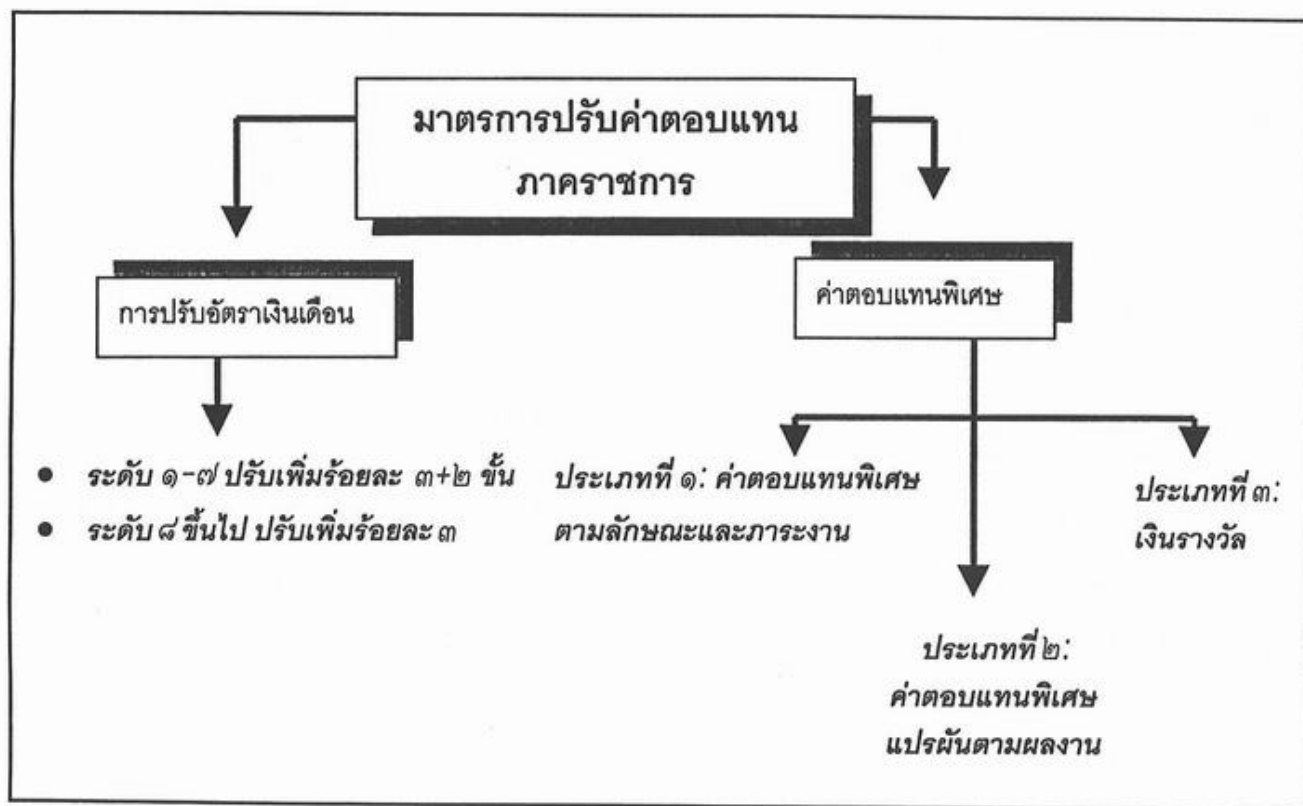 มาตรการปรับค่าตอบแทน
ภาคราชการ
การปรับอัตราเงินเดือน
ค่าตอบแทนพิเศษ
● ระดับ ๑-๗ ปรับเพิ่มร้อยละ ๓+๒ ขั้น
● ระดับ ๘ ขึ้นไป ปรับเพิ่มร้อยละ ๓
ประเภทที่ ๑: ค่าตอบแทนพิเศษ
ตามลักษณะและภาระงาน
ประเภทที่ ๒:
ค่าตอบแทนพิเศษ
แปรผันตามผลงาน
ประเภทที่ ๓:
เงินรางวัล